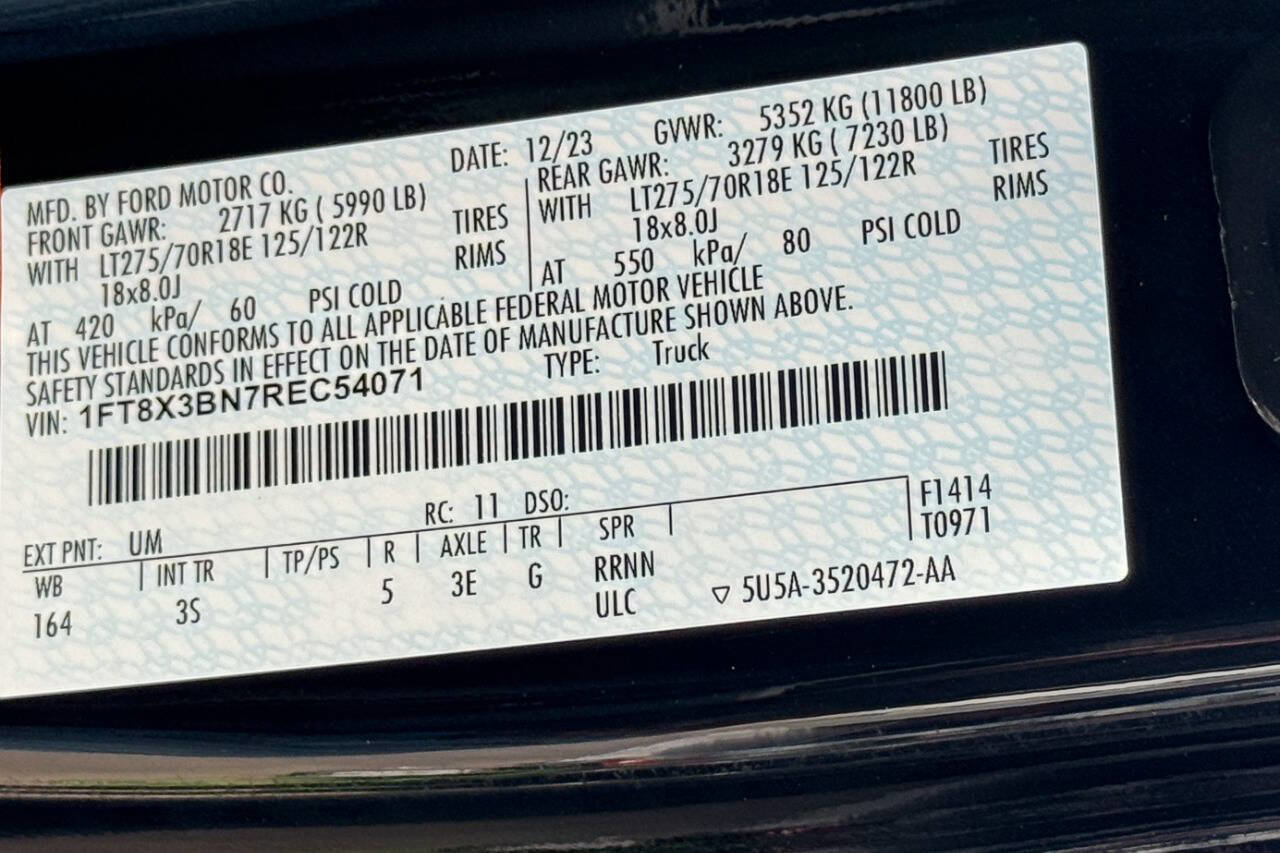 MFD. BY FORD MOTOR CO. DATE: 12/23 GVWR: 5352 KG (11800 LB)
FRONT GAWR: 2717 KG ( 5990 LB) REAR GAWR: 3279 KG ( 7230 LB)
WITH LT275/70R18E 125/122R TIRES WITH LT275/70R18E 125/122R TIRES
18x8.0J RIMS 18x8.0J RIMS
AT 420 kPa/ 60 PSI COLD AT 550 kPa/ 80 PSI COLD
THIS VEHICLE CONFORMS TO ALL APPLICABLE FEDERAL MOTOR VEHICLE
SAFETY STANDARDS IN EFFECT ON THE DATE OF MANUFACTURE SHOWN ABOVE.
VIN: 1FT8X3BN7REC54071 TYPE: Truck
EXT PNT: UM RC: 11 DSO: F1414
WB INT TR TP/PS R AXLE TR SPR T0971
164 3S 5 3E G RRNN
ULC ▽ 5U5A-3520472-AA